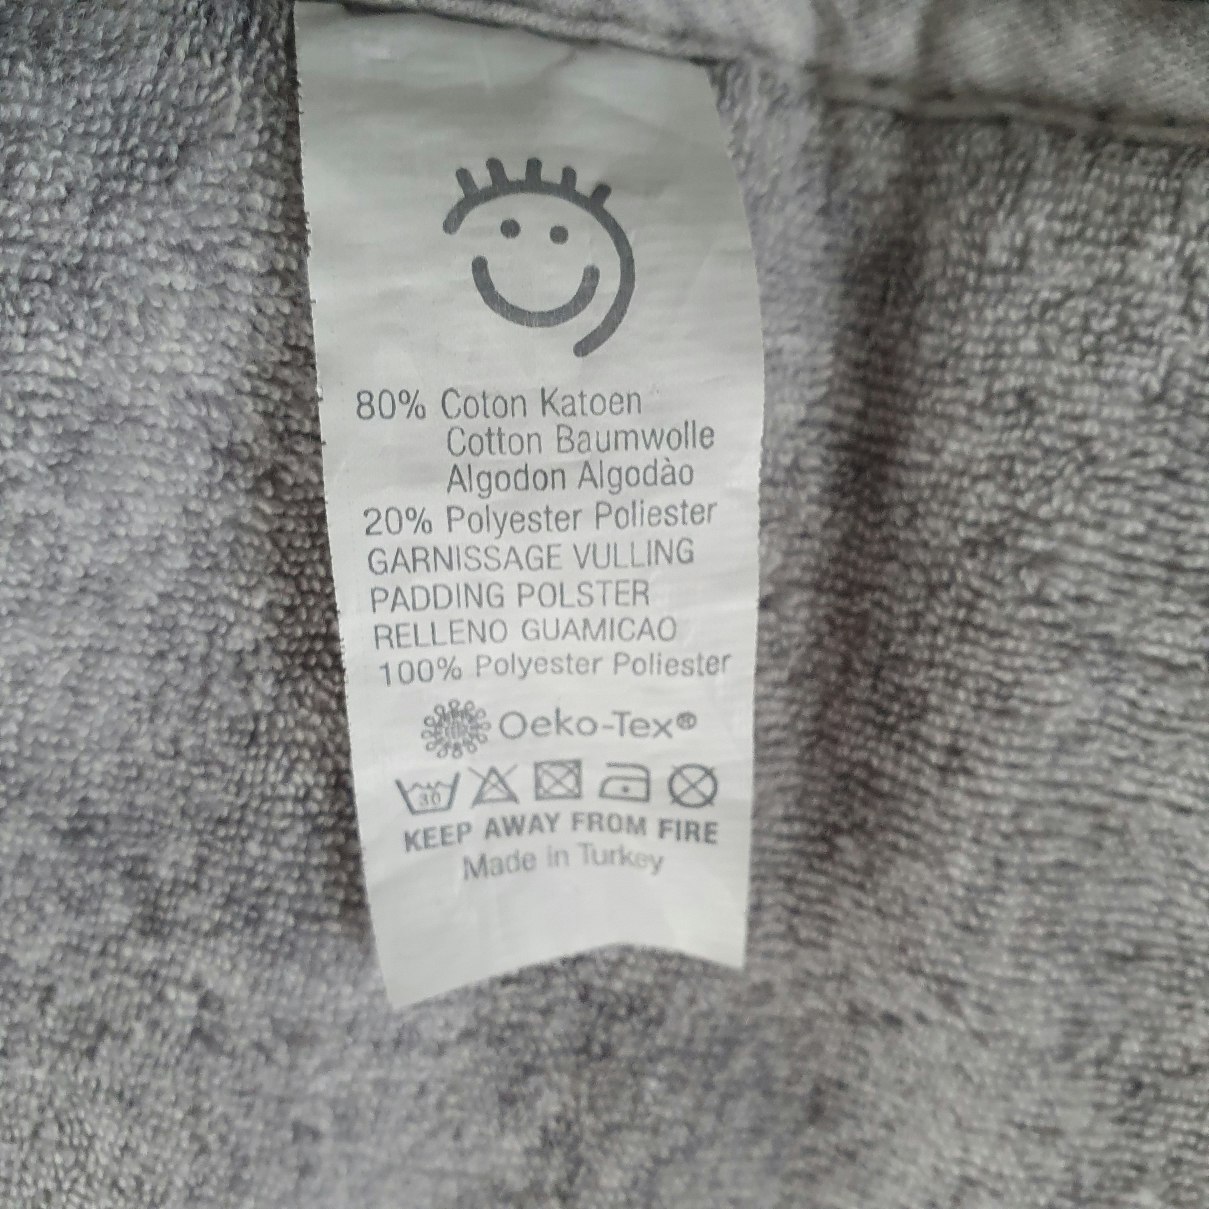 80% Coton Katoen
Cotton Baumwolle
Algodon Algodào
20% Polyester Poliester
GARNISSAGE VULLING
PADDING POLSTER
RELLENO GUAMICAO
100% Polyester Poliester
Oeko-Tex®
30
KEEP AWAY FROM FIRE
Made in Turkey